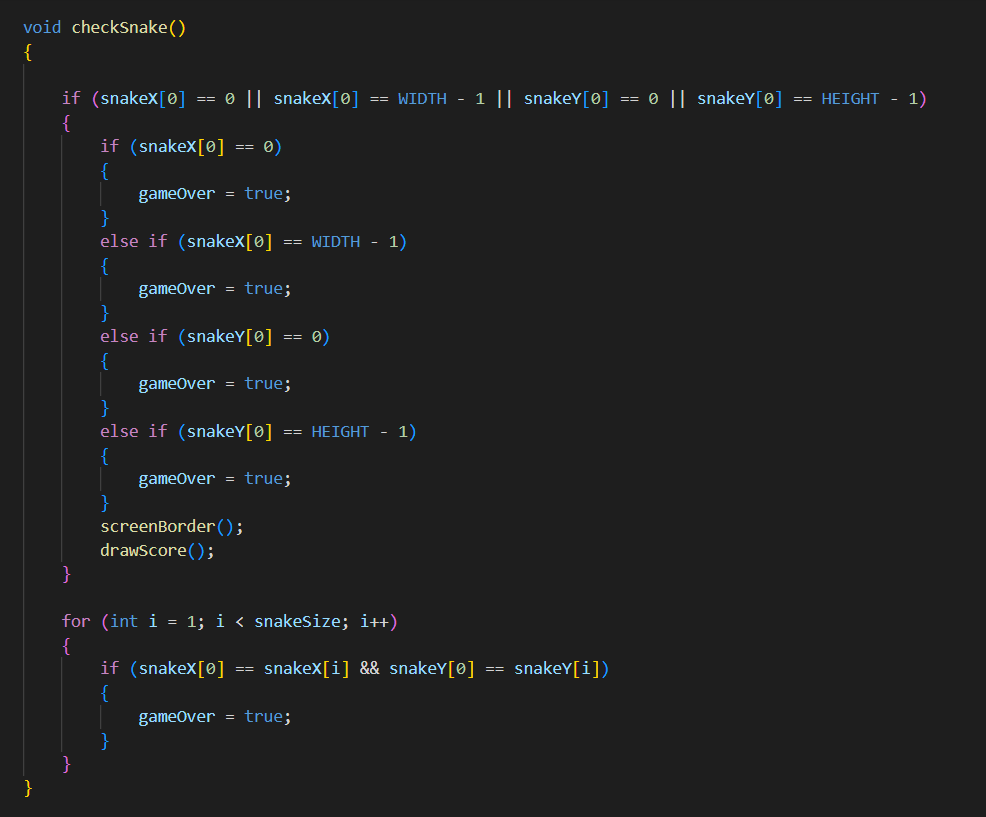 void checkSnake()
{
if (snakeX[0] == 0 || snakeX[0] == WIDTH - 1 || snakeY[0] == 0 || snakeY[0] == HEIGHT - 1)
{
if (snakeX[0] == 0)
{
gameOver = true;
}
else if (snakeX[0] == WIDTH - 1)
{
gameOver = true;
}
else if (snakeY[0] == 0)
{
gameOver = true;
}
else if (snakeY[0] == HEIGHT - 1)
{
gameOver = true;
}
screenBorder();
drawScore();
}
for (int i = 1; i < snakeSize; i++)
{
if (snakeX[0] == snakeX[i] && snakeY[0] == snakeY[i])
{
gameOver = true;
}
}
}